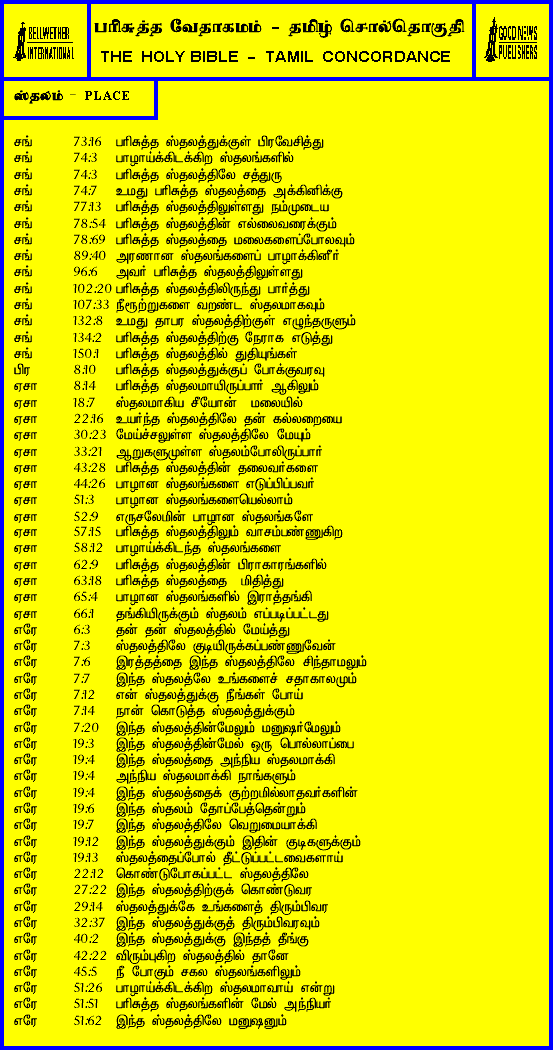 BELLWETHER
INTERNATIONAL
பரிசுத்த வேதாகமம் - தமிழ் சொல்தொகுதி
THE HOLY BIBLE - TAMIL CONCORDANCE
GOOD NEWS
PUBLISHERS
ஸ்தலம் - PLACE
சங் 73:16 பரிசுத்த ஸ்தலத்துக்குள் பிரவேசித்து
சங் 74:3 பாழாய்க்கிடக்கிற ஸ்தலங்களில்
சங் 74:3 பரிசுத்த ஸ்தலத்திலே சத்துரு
சங் 74:7 உமது பரிசுத்த ஸ்தலத்தை அக்கினிக்கு
சங் 77:13 பரிசுத்த ஸ்தலத்திலுள்ளது நம்முடைய
சங் 78:54 பரிசுத்த ஸ்தலத்தின் எல்லைவரைக்கும்
சங் 78:69 பரிசுத்த ஸ்தலத்தை மலைகளைப்போலவும்
சங் 89:40 அரணான ஸ்தலங்களைப் பாழாக்கினீர்
சங் 96:6 அவர் பரிசுத்த ஸ்தலத்திலுள்ளது
சங் 102:20 பரிசுத்த ஸ்தலத்திலிருந்து பார்த்து
சங் 107:33 நீரூற்றுகளை வறண்ட ஸ்தலமாகவும்
சங் 132:8 உமது தாபர ஸ்தலத்திற்குள் எழுந்தருளும்
சங் 134:2 பரிசுத்த ஸ்தலத்திற்கு நேராக எடுத்து
சங் 150:1 பரிசுத்த ஸ்தலத்தில் துதியுங்கள்
பிர 8:10 பரிசுத்த ஸ்தலத்துக்குப் போக்குவரவு
ஏசா 8:14 பரிசுத்த ஸ்தலமாயிருப்பார் ஆகிலும்
ஏசா 18:7 ஸ்தலமாகிய சீயோன் மலையில்
ஏசா 22:16 உயர்ந்த ஸ்தலத்திலே தன் கல்லறையை
ஏசா 30:23 மேய்ச்சலுள்ள ஸ்தலத்திலே மேயும்
ஏசா 33:21 ஆறுகளுமுள்ள ஸ்தலம்போலிருப்பார்
ஏசா 43:28 பரிசுத்த ஸ்தலத்தின் தலைவர்களை
ஏசா 44:26 பாழான ஸ்தலங்களை எடுப்பிப்பவர்
ஏசா 51:3 பாழான ஸ்தலங்களையெல்லாம்
ஏசா 52:9 எருசலேமின் பாழான ஸ்தலங்களே
ஏசா 57:15 பரிசுத்த ஸ்தலத்திலும் வாசம்பண்ணுகிற
ஏசா 58:12 பாழாய்க்கிடந்த ஸ்தலங்களை
ஏசா 62:9 பரிசுத்த ஸ்தலத்தின் பிராகாரங்களில்
ஏசா 63:18 பரிசுத்த ஸ்தலத்தை மிதித்து
ஏசா 65:4 பாழான ஸ்தலங்களில் இராத்தங்கி
ஏசா 66:1 தங்கியிருக்கும் ஸ்தலம் எப்படிப்பட்டது
எரே 6:3 தன் தன் ஸ்தலத்தில் மேய்த்து
எரே 7:3 ஸ்தலத்திலே குடியிருக்கப்பண்ணுவேன்
எரே 7:6 இரத்தத்தை இந்த ஸ்தலத்திலே சிந்தாமலும்
எரே 7:7 இந்த ஸ்தலத்லே உங்களைச் சதாகாலமும்
எரே 7:12 என் ஸ்தலத்துக்கு நீங்கள் போய்
எரே 7:14 நான் கொடுத்த ஸ்தலத்துக்கும்
எரே 7:20 இந்த ஸ்தலத்தின்மேலும் மனுஷர்மேலும்
எரே 19:3 இந்த ஸ்தலத்தின்மேல் ஒரு பொல்லாப்பை
எரே 19:4 இந்த ஸ்தலத்தை அந்நிய ஸ்தலமாக்கி
எரே 19:4 அந்நிய ஸ்தலமாக்கி நாங்களும்
எரே 19:4 இந்த ஸ்தலத்தைக் குற்றமில்லாதவர்களின்
எரே 19:6 இந்த ஸ்தலம் தோப்பேத்தென்றும்
எரே 19:7 இந்த ஸ்தலத்திலே வெறுமையாக்கி
எரே 19:12 இந்த ஸ்தலத்துக்கும் இதின் குடிகளுக்கும்
எரே 19:13 ஸ்தலத்தைப்போல் தீட்டுப்பட்டவைகளாய்
எரே 22:12 கொண்டுபோகப்பட்ட ஸ்தலத்திலே
எரே 27:22 இந்த ஸ்தலத்திற்குக் கொண்டுவர
எரே 29:14 ஸ்தலத்துக்கே உங்களைத் திரும்பிவர
எரே 32:37 இந்த ஸ்தலத்துக்குத் திரும்பிவரவும்
எரே 40:2 இந்த ஸ்தலத்துக்கு இந்தத் தீங்கு
எரே 42:22 விரும்புகிற ஸ்தலத்தில் தானே
எரே 45:5 நீ போகும் சகல ஸ்தலங்களிலும்
எரே 51:26 பாழாய்க்கிடக்கிற ஸ்தலமாவாய் என்று
எரே 51:51 பரிசுத்த ஸ்தலங்களின் மேல் அந்நியர்
எரே 51:62 இந்த ஸ்தலத்திலே மனுஷனும்